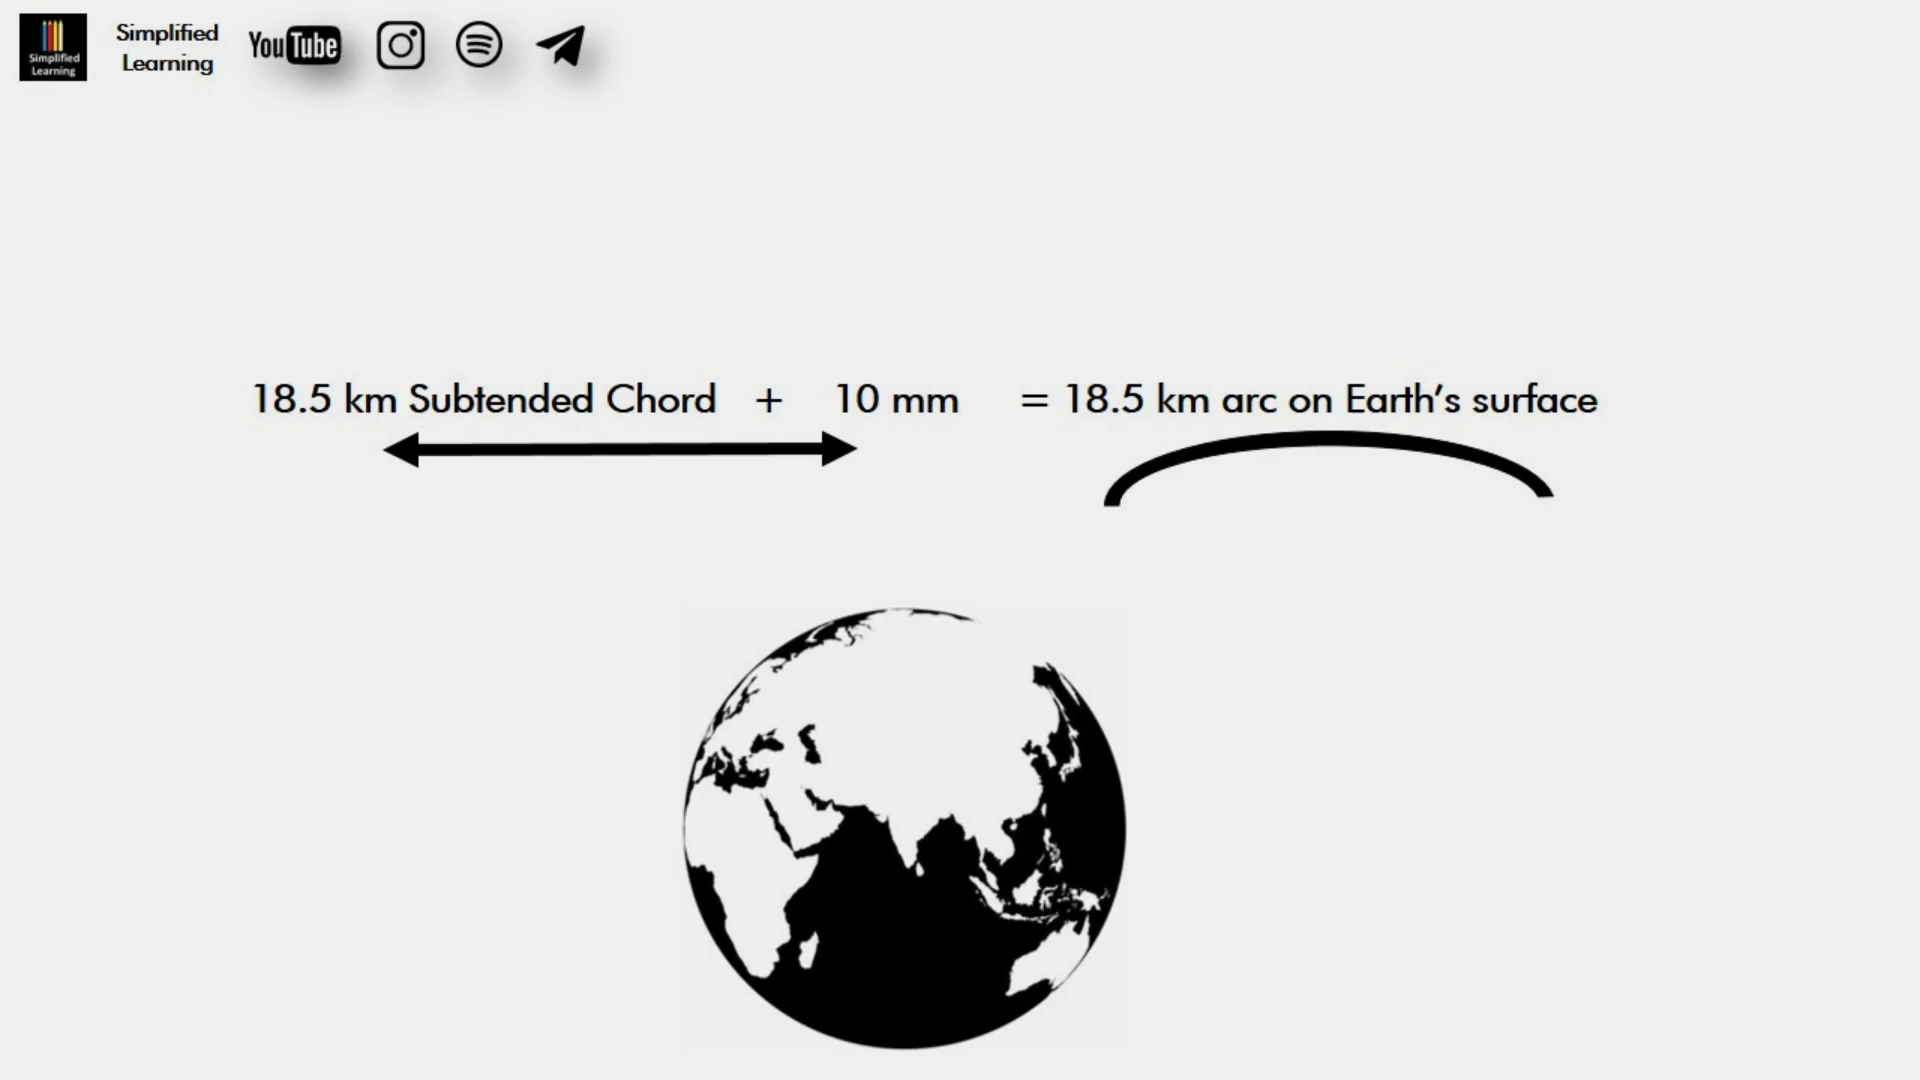 Simplified
Learning
Simplified
Learning
YouTube
18.5 km Subtended Chord + 10 mm = 18.5 km arc on Earth’s surface